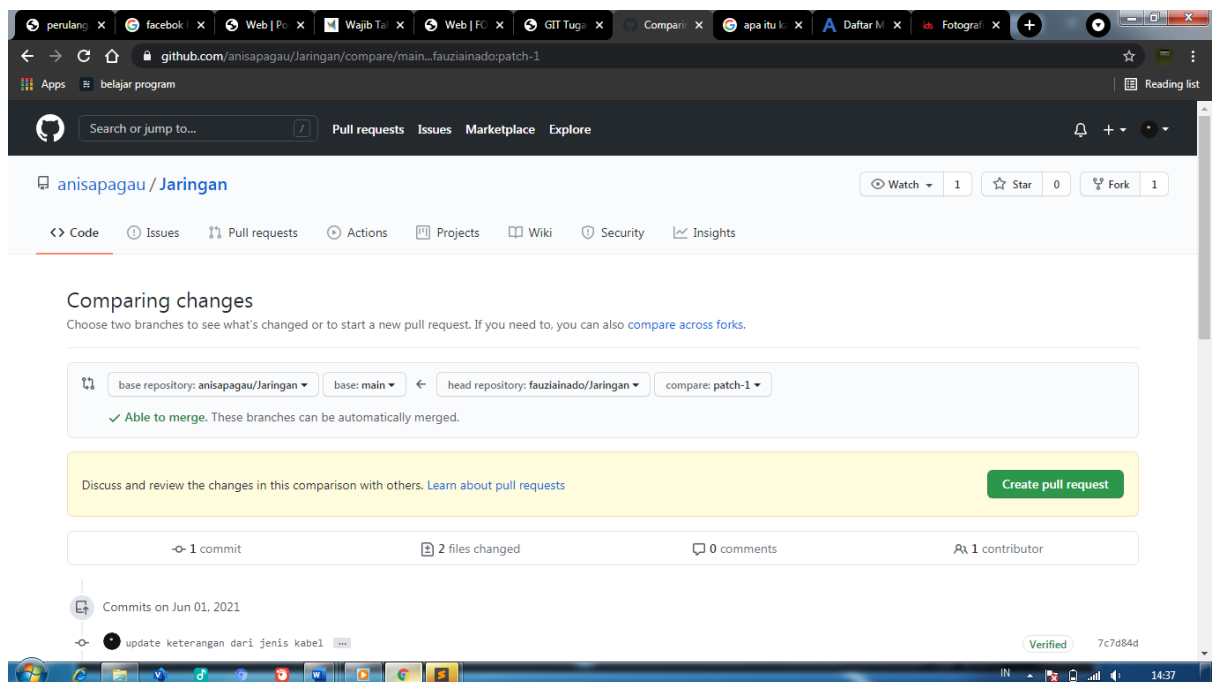 perulang facebok Web | Po Wajib Tal Web | FO GIT Tuga Comparin apa itu k Daftar M ids Fotografi
github.com/anisapagau/Jaringan/compare/main...fauziainado:patch-1
Apps belajar program Reading list
Search or jump to... / Pull requests Issues Marketplace Explore
anisapagau / Jaringan Watch 1 Star 0 Fork 1
<> Code Issues Pull requests Actions Projects Wiki Security Insights
Comparing changes
Choose two branches to see what's changed or to start a new pull request. If you need to, you can also compare across forks.
base repository: anisapagau/Jaringan base: main ← head repository: fauziainado/Jaringan compare: patch-1
✓ Able to merge. These branches can be automatically merged.
Discuss and review the changes in this comparison with others. Learn about pull requests Create pull request
1 commit 2 files changed 0 comments 1 contributor
Commits on Jun 01, 2021
update keterangan dari jenis kabel ... Verified 7c7d84d
IN 14:37